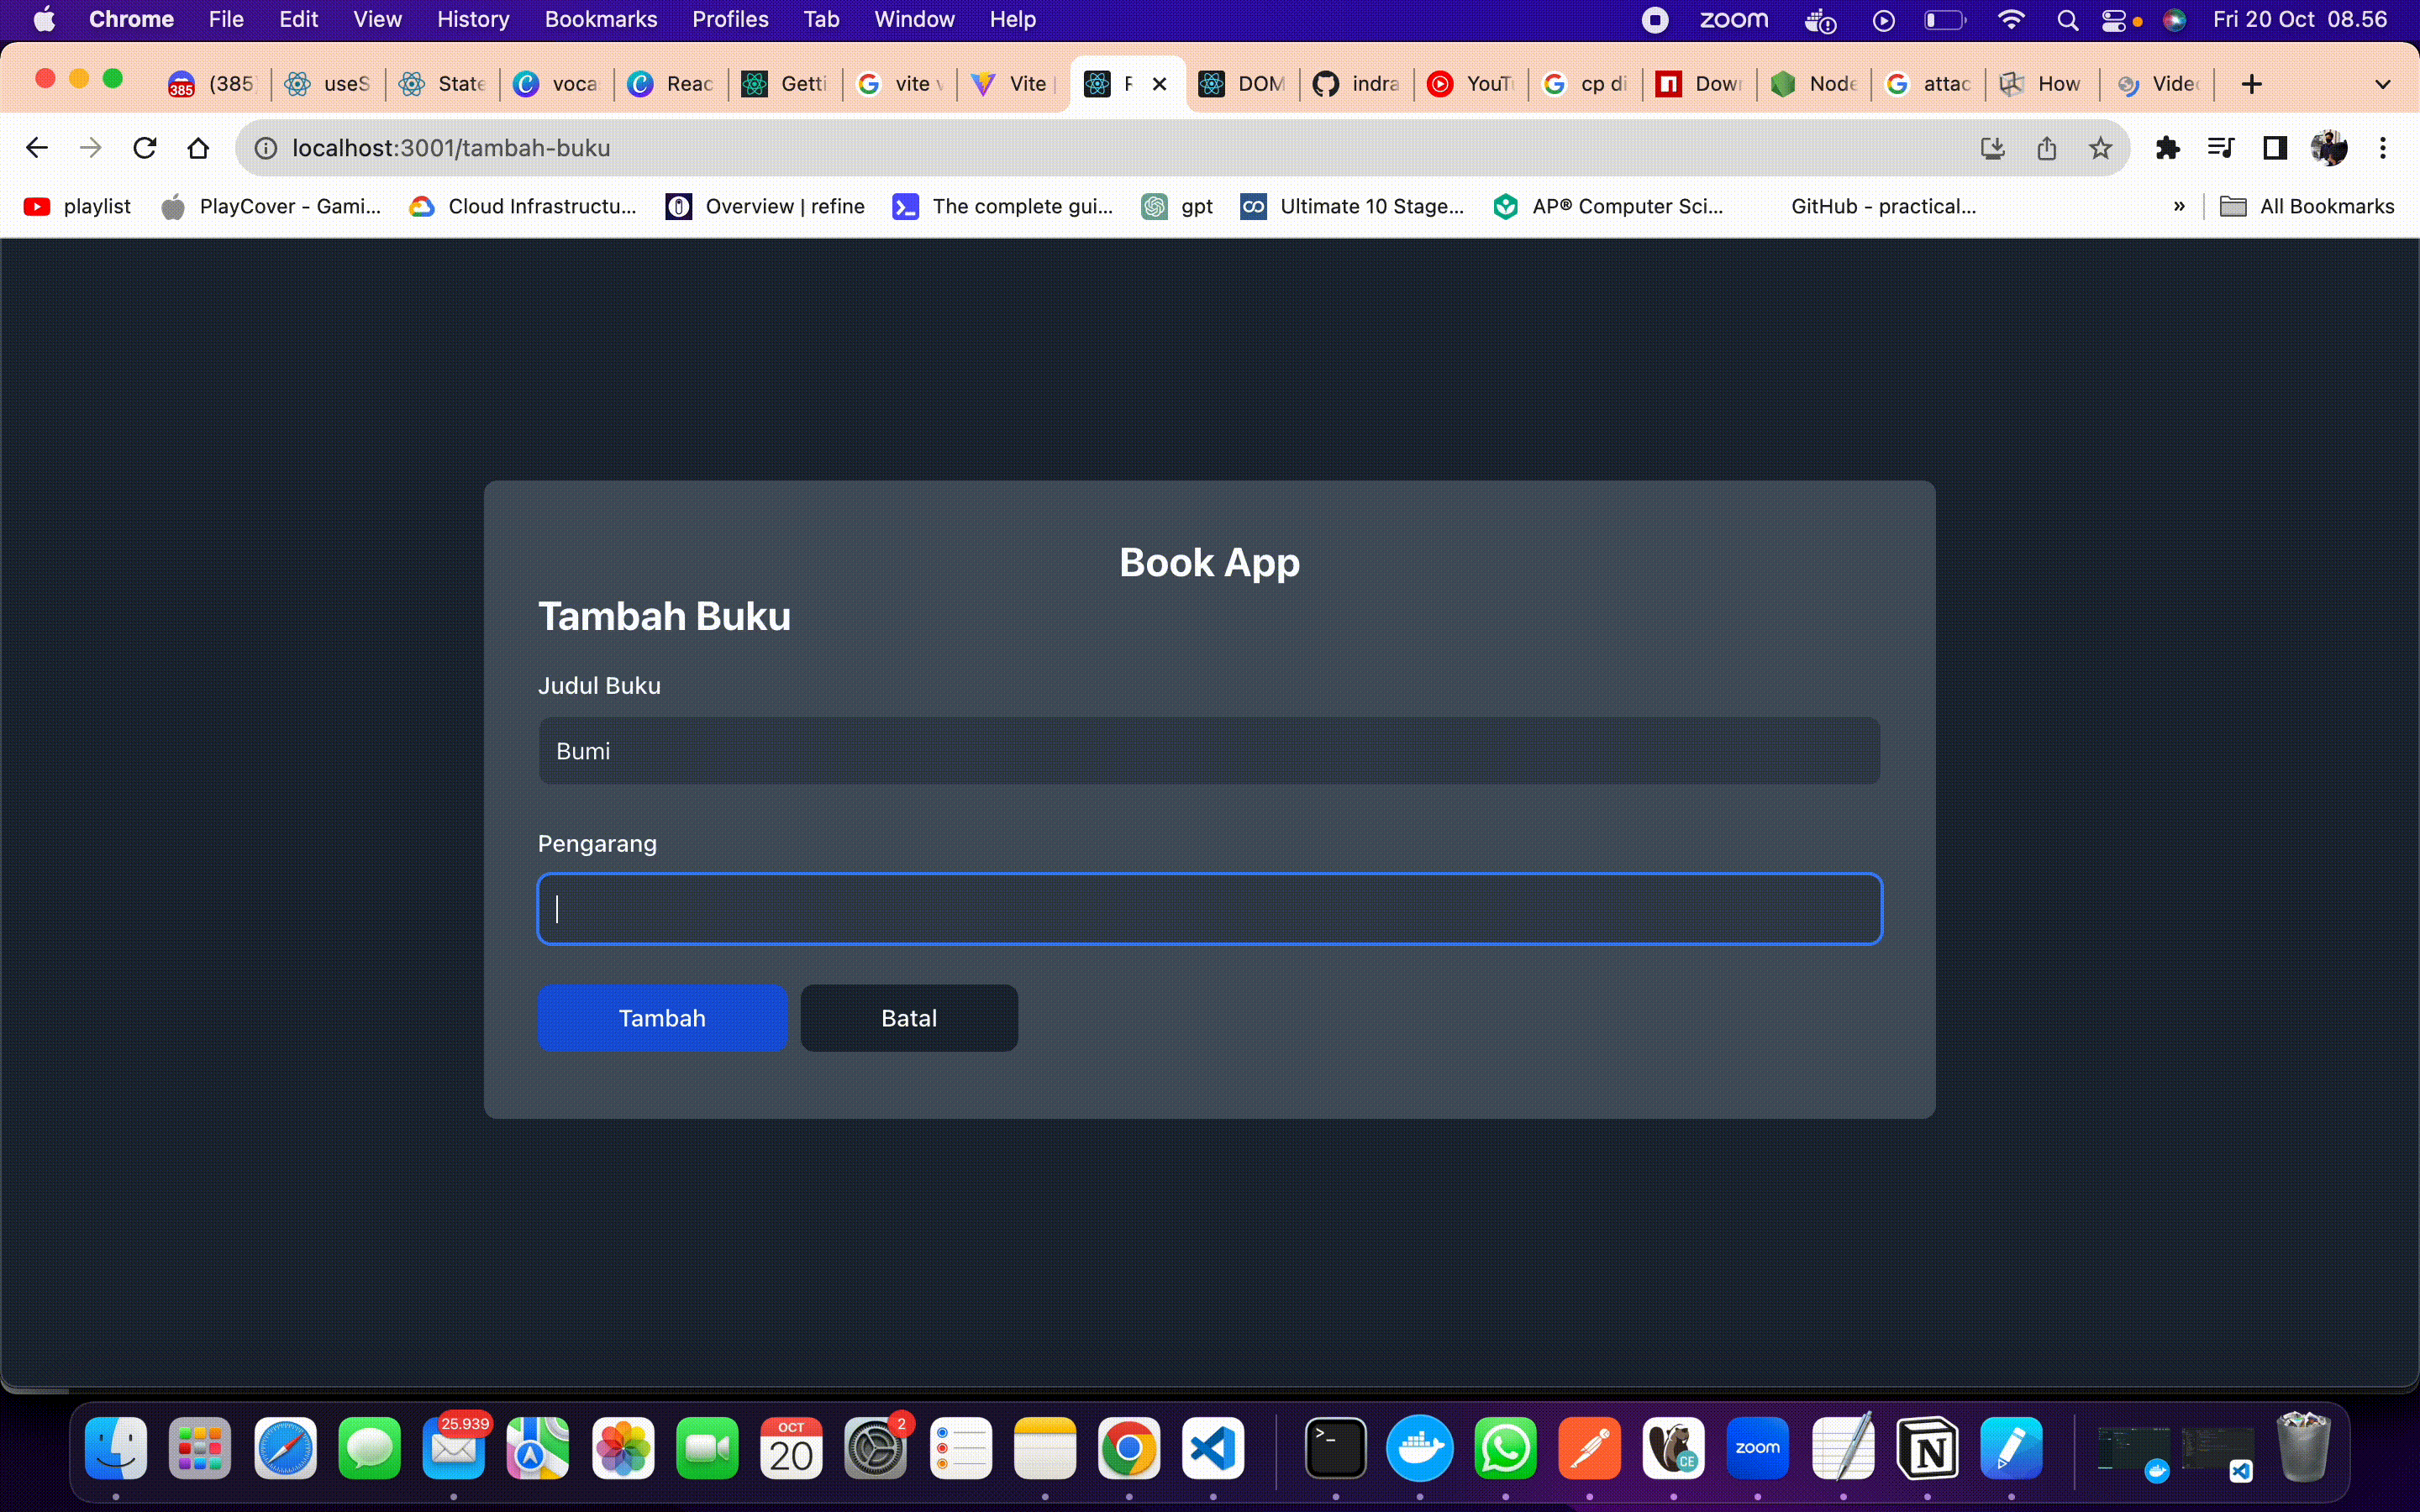 Chrome File Edit View History Bookmarks Profiles Tab Window Help zoom Fri 20 Oct 08.56
385 (385 useS State voca Reac Getti vite v Vite F DOM indra YouTu cp di Dow Node attac How Vide
localhost:3001/tambah-buku
playlist PlayCover - Gami... Cloud Infrastructu... Overview | refine The complete gui... gpt Ultimate 10 Stage... AP® Computer Sci... GitHub - practical... » All Bookmarks
Book App
Tambah Buku
Judul Buku
Bumi
Pengarang
Tambah Batal
25.939 OCT 20 2 CE zoom